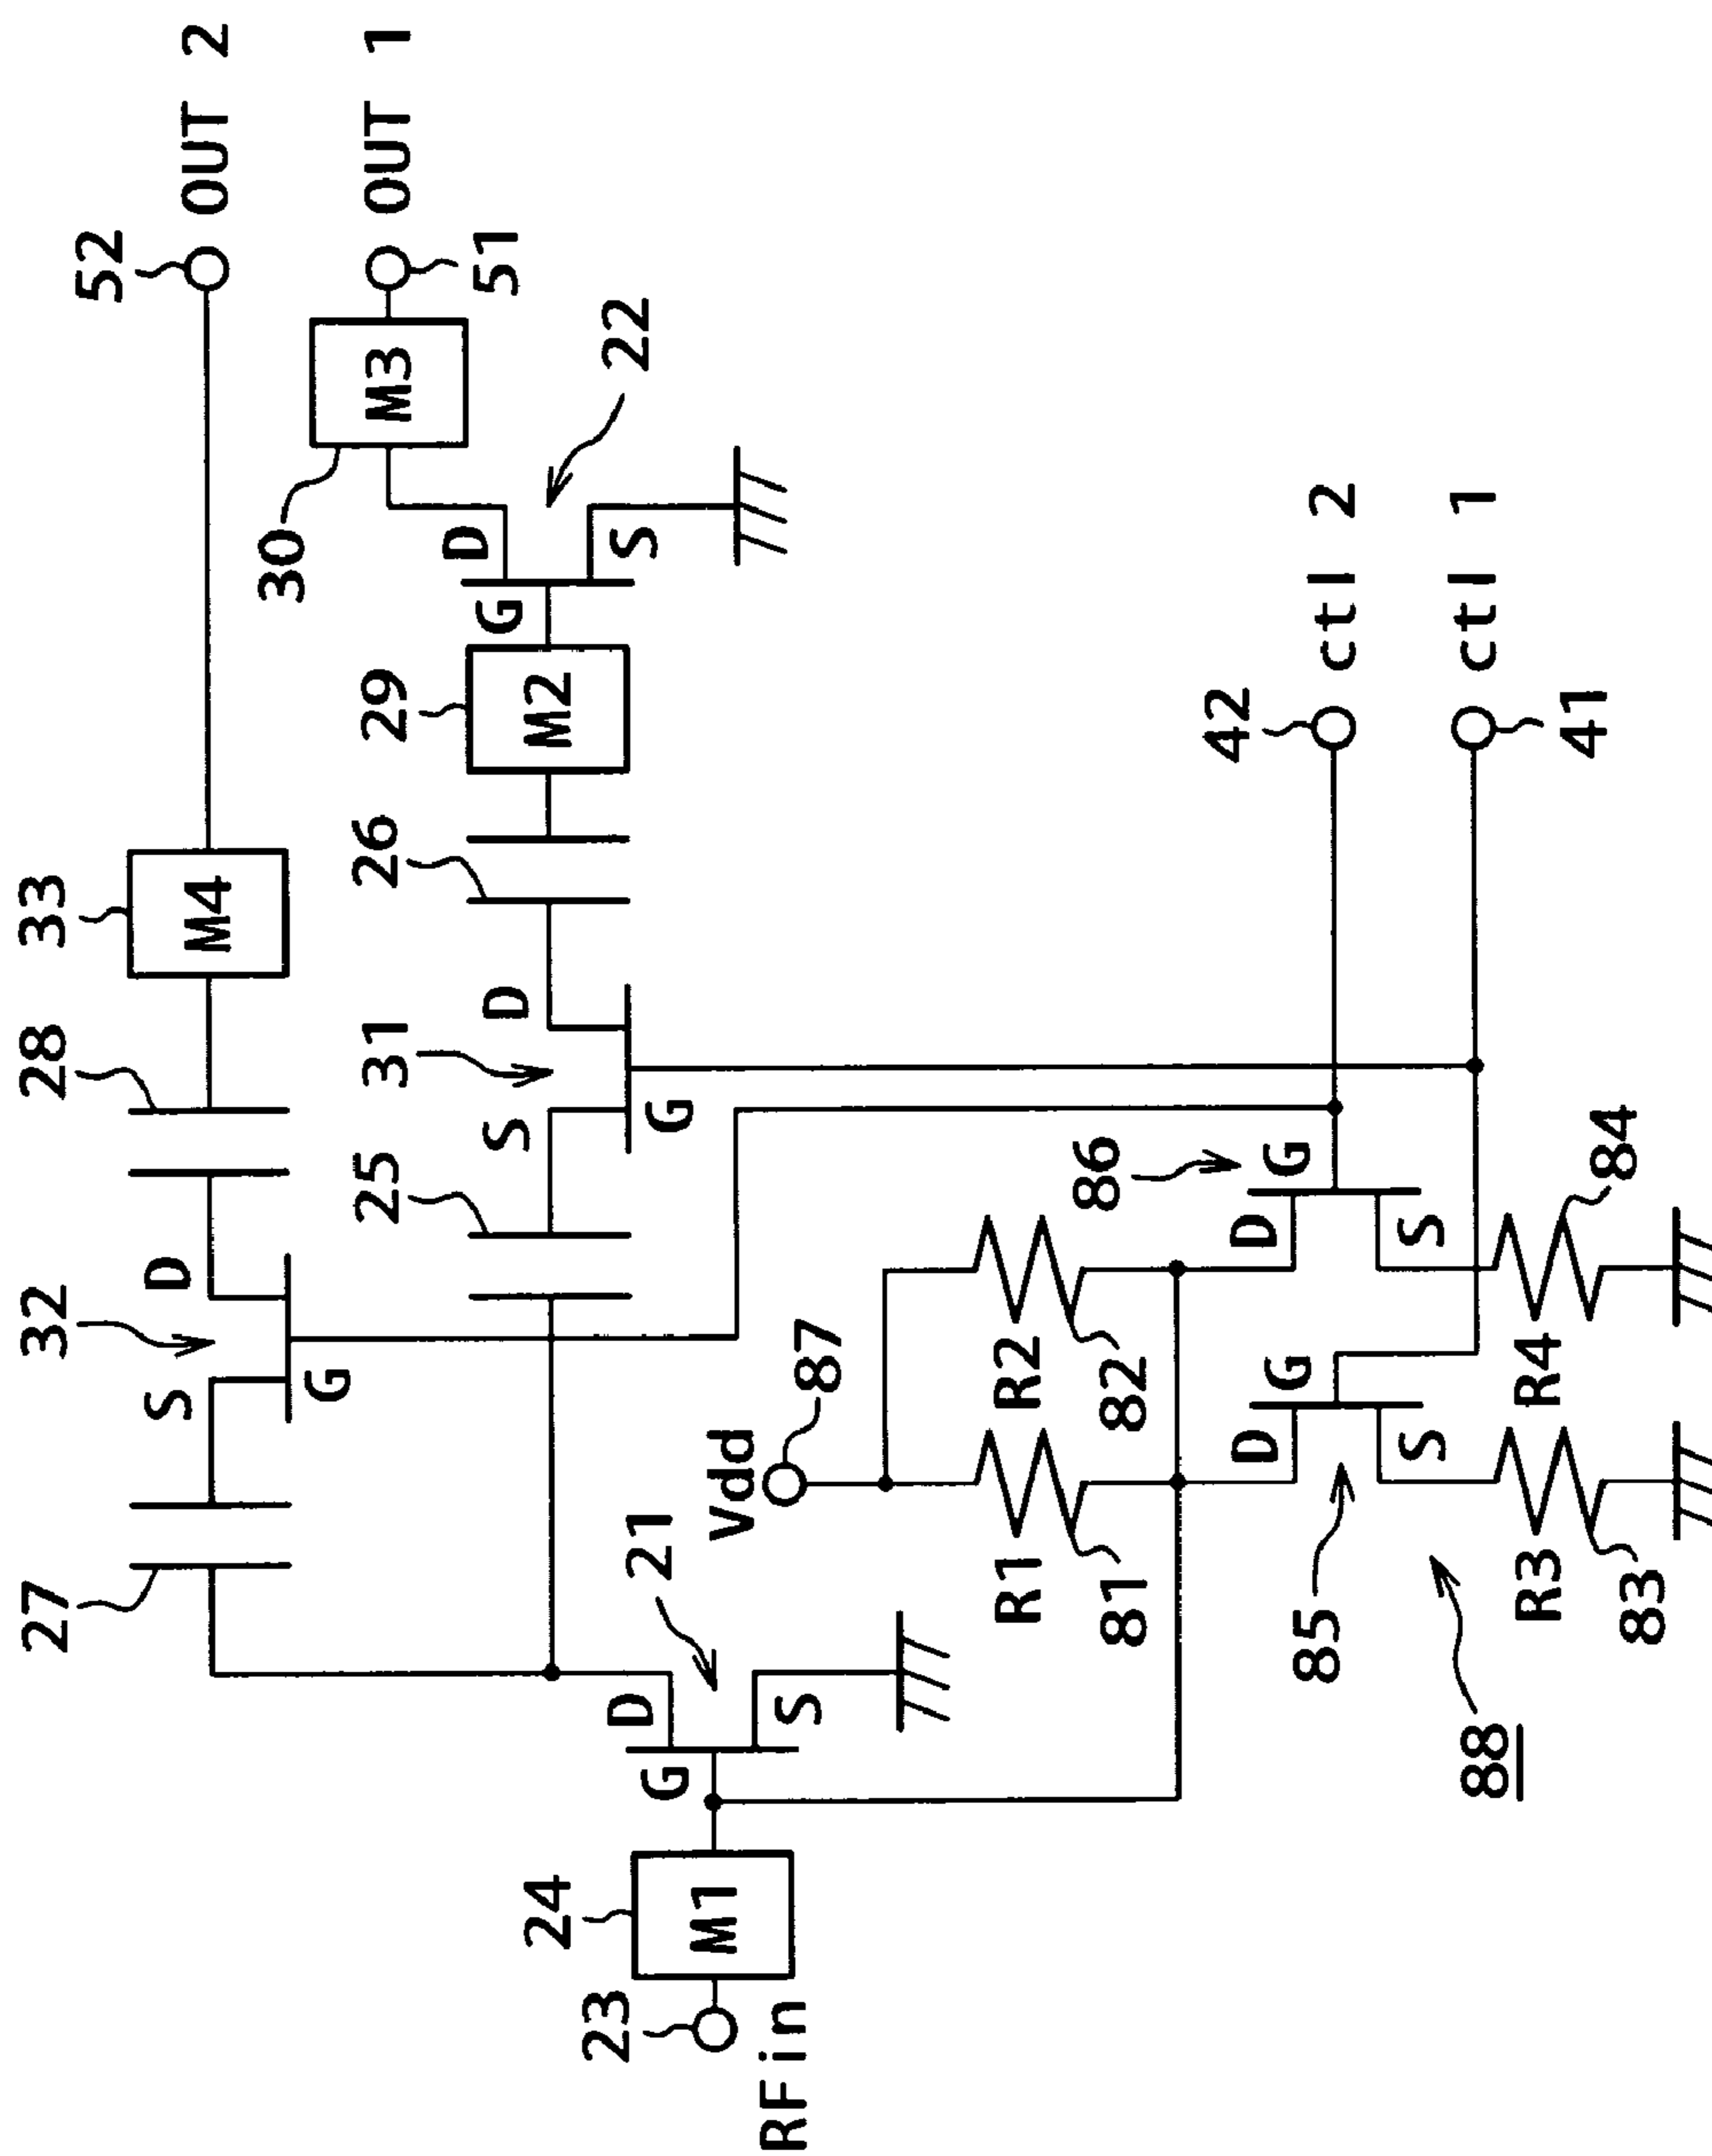 52
OUT 2
33
M4
28
D
32
S
G
27
OUT 1
51
M3
30
22
D
S
G
29
M2
26
D
31
S
G
25
21
D
G
S
24
M1
23
RFin
Vdd
87
R1
81
R2
82
86
D
G
S
85
D
G
S
R3
83
R4
84
88
42
ctl 2
ctl 1
41